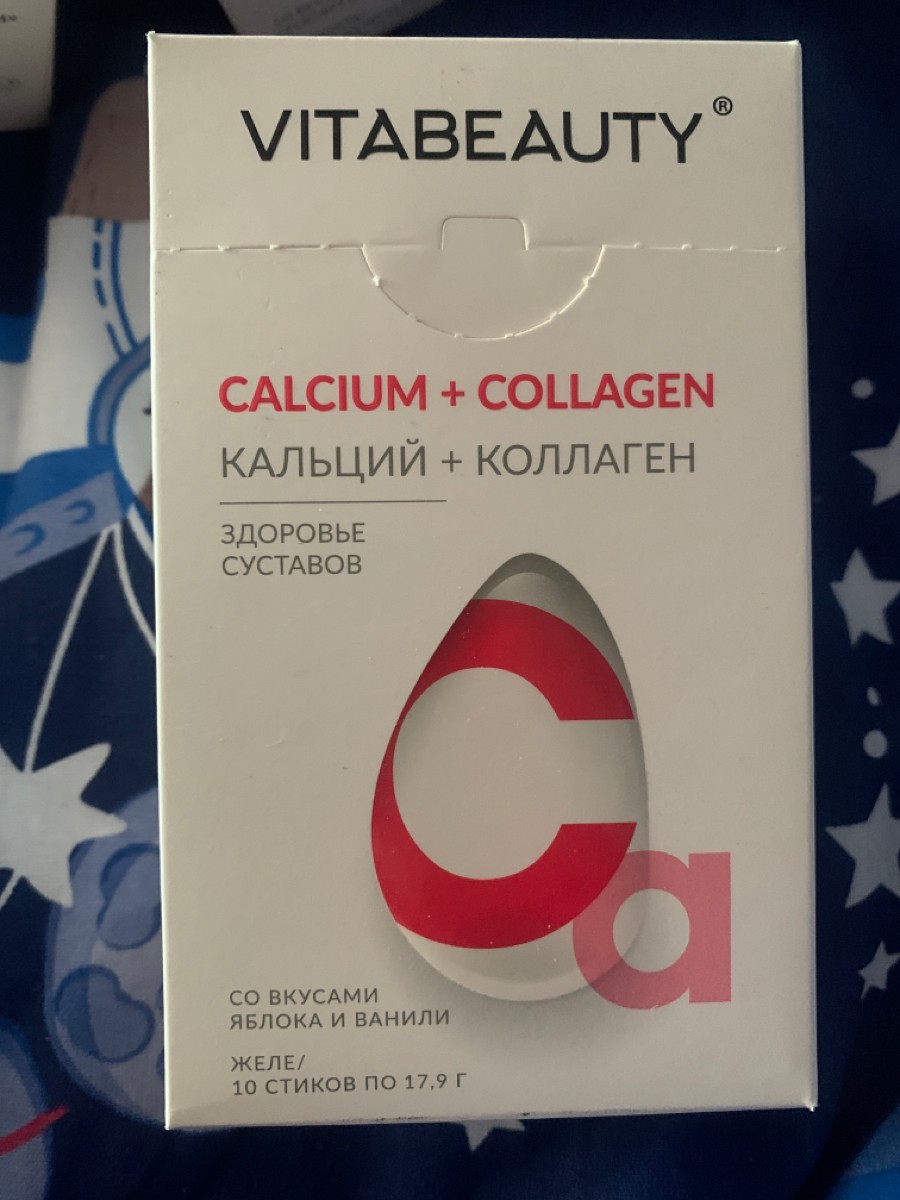 VITABEAUTY®
CALCIUM + COLLAGEN
КАЛЬЦИЙ + КОЛЛАГЕН
ЗДОРОВЬЕ
СУСТАВОВ
Ca
СО ВКУСАМИ
ЯБЛОКА И ВАНИЛИ
ЖЕЛЕ/
10 СТИКОВ ПО 17,9 Г